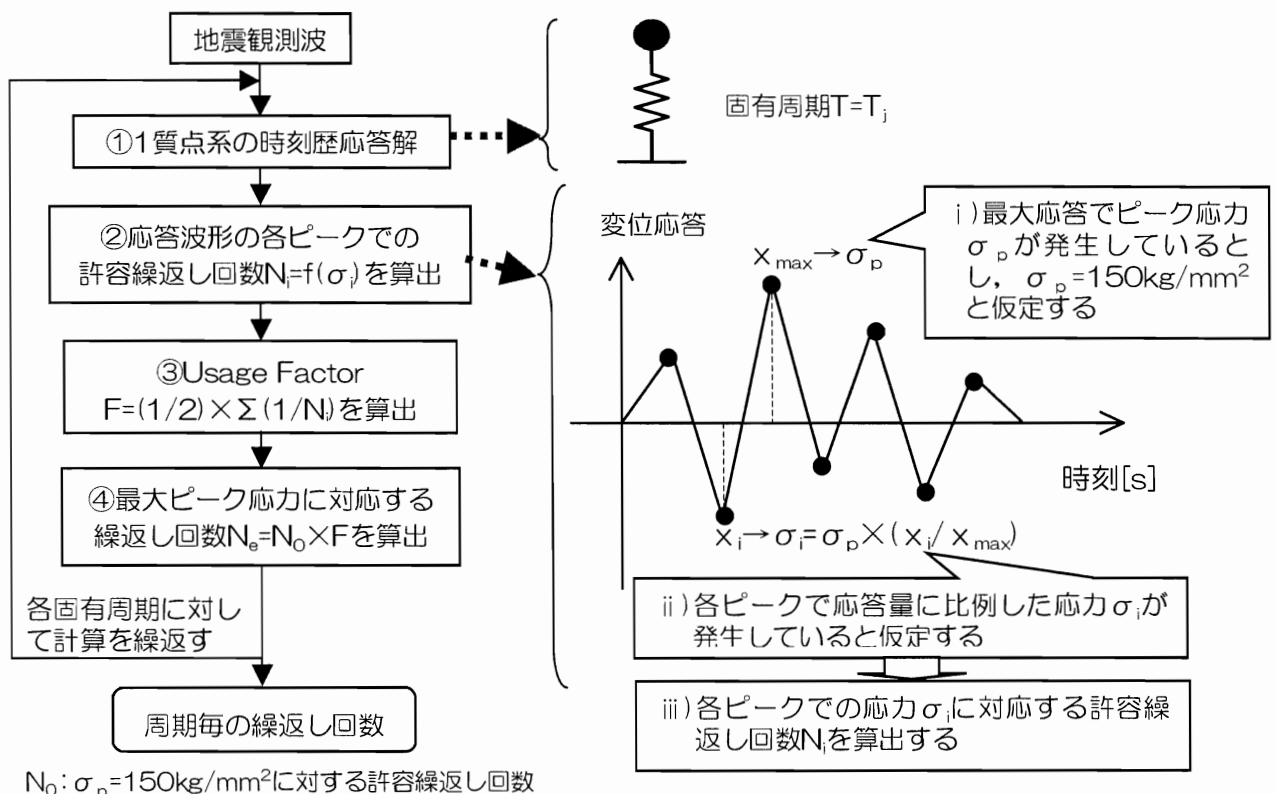 地震観測波
①1質点系の時刻歴応答解
②応答波形の各ピークでの
許容繰返し回数Nᵢ=f(σᵢ)を算出
③Usage Factor
F=(1/2)×Σ(1/Nᵢ)を算出
④最大ピーク応力に対応する
繰返し回数Nₑ=N₀×Fを算出
各固有周期に対し
て計算を繰返す
周期毎の繰返し回数
N₀:σₚ=150kg/mm²に対する許容繰返し回数
固有周期T=Tⱼ
変位応答
xₘₐₓ→σₚ
ⅰ)最大応答でピーク応力
σₚが発生していると
し, σₚ=150kg/mm²
と仮定する
時刻[s]
xᵢ→σᵢ=σₚ×(xᵢ/xₘₐₓ)
ⅱ)各ピークで応答量に比例した応力σᵢが
発生していると仮定する
ⅲ)各ピークでの応力σᵢに対応する許容繰
返し回数Nᵢを算出する